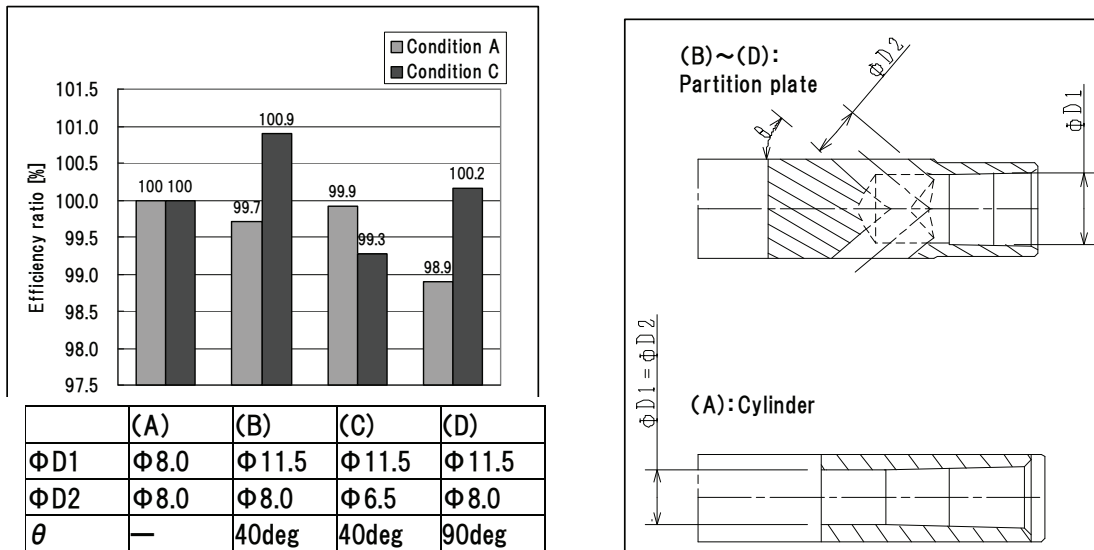 Condition A
Condition C
Efficiency ratio [%]
101.5
101.0
100.5
100.0
99.5
99.0
98.5
98.0
97.5
100 100
99.7
100.9
99.9
99.3
98.9
100.2
(A) (B) (C) (D)
ΦD1 Φ8.0 Φ11.5 Φ11.5 Φ11.5
ΦD2 Φ8.0 Φ8.0 Φ6.5 Φ8.0
θ — 40deg 40deg 90deg
(B)~(D):
Partition plate
θ
ΦD2
ΦD1
(A):Cylinder
ΦD1=ΦD2